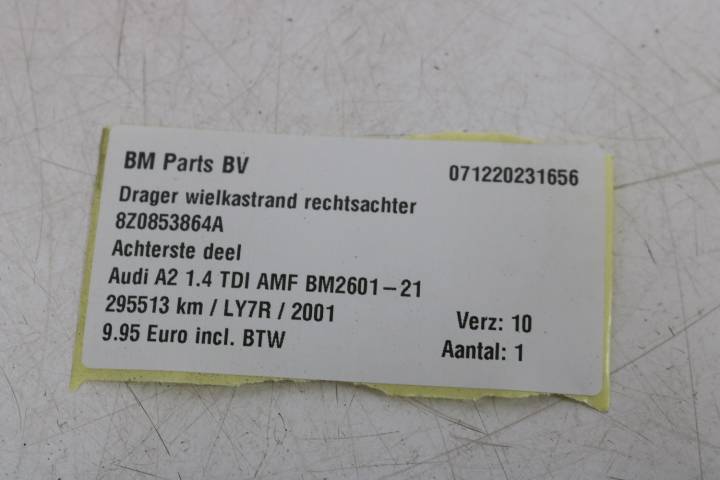 BM Parts BV 071220231656
Drager wielkastrand rechtsachter
8Z0853864A
Achterste deel
Audi A2 1.4 TDI AMF BM2601-21
295513 km / LY7R / 2001 Verz: 10
9.95 Euro incl. BTW Aantal: 1